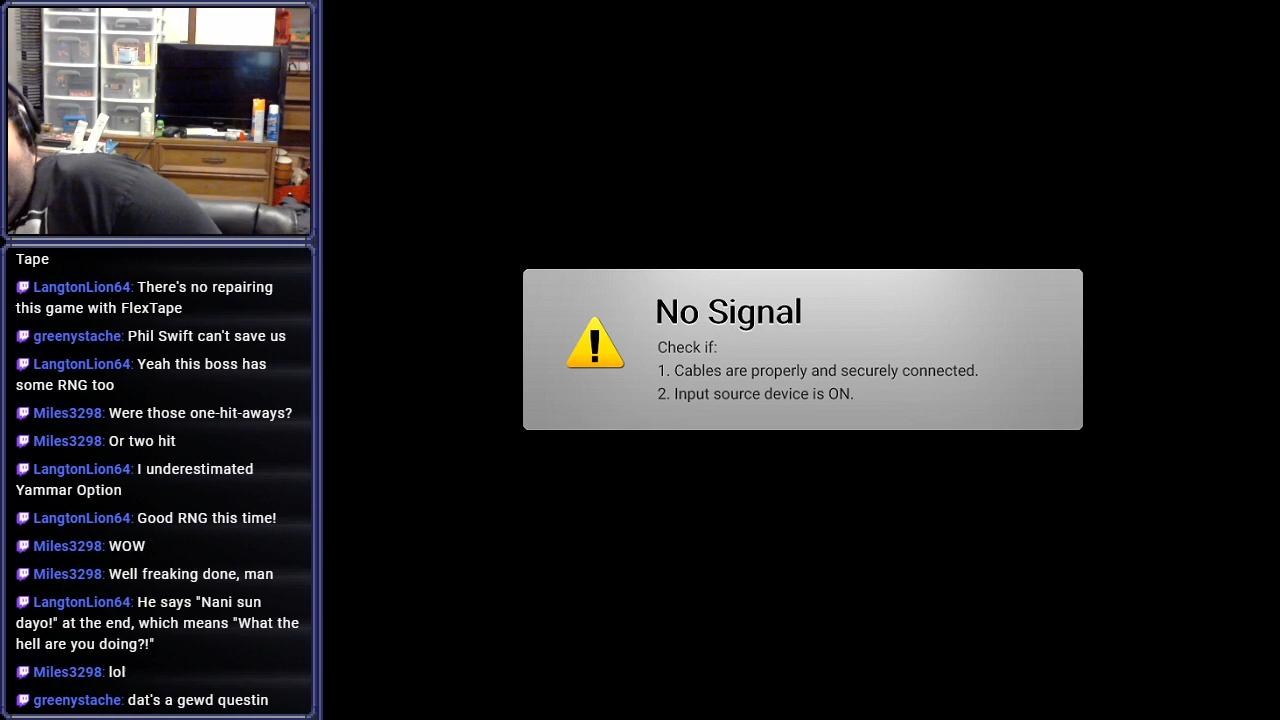 Tape
LangtonLion64: There's no repairing
this game with FlexTape
greenystache: Phil Swift can't save us
LangtonLion64: Yeah this boss has
some RNG too
Miles3298: Were those one-hit-aways?
Miles3298: Or two hit
LangtonLion64: I underestimated
Yammar Option
LangtonLion64: Good RNG this time!
Miles3298: WOW
Miles3298: Well freaking done, man
LangtonLion64: He says "Nani sun
dayo!" at the end, which means "What the
hell are you doing?!"
Miles3298: lol
greenystache: dat's a gewd questin
No Signal
Check if:
1. Cables are properly and securely connected.
2. Input source device is ON.